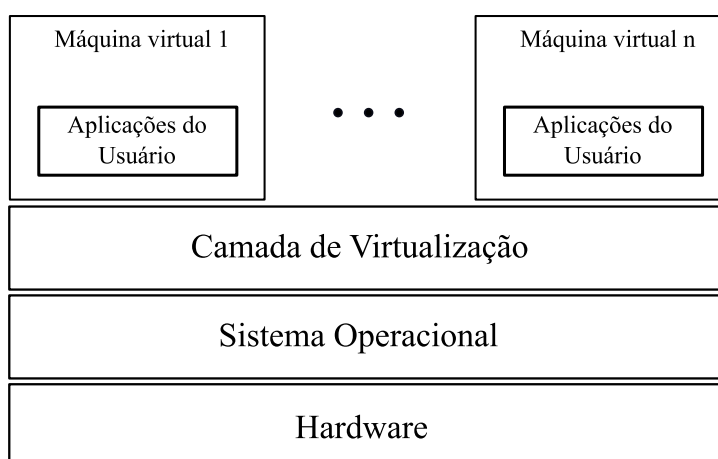 Máquina virtual 1
Máquina virtual n
Aplicações do
Usuário
. . .
Aplicações do
Usuário
Camada de Virtualização
Sistema Operacional
Hardware